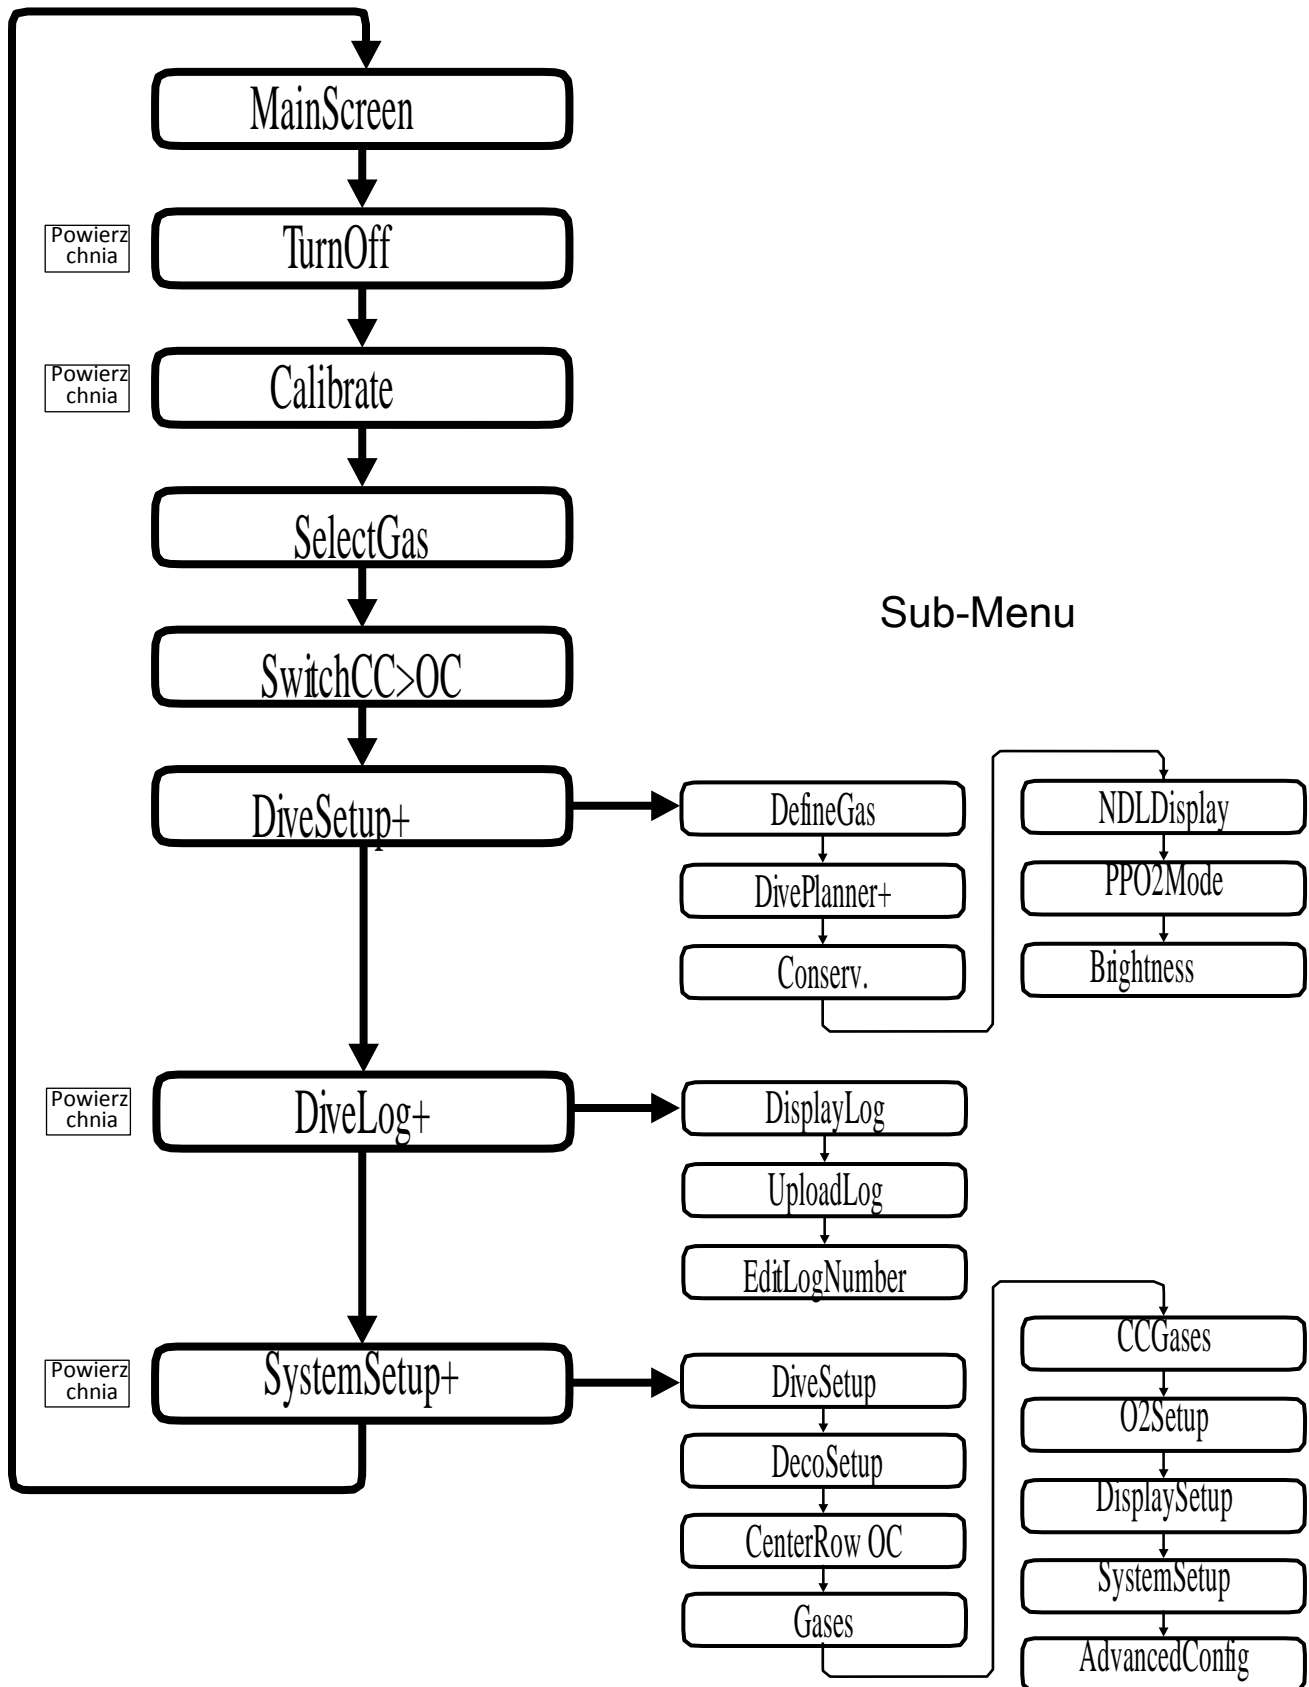 MainScreen
Powierz
chnia
TurnOff
Powierz
chnia
Calibrate
SelectGas
Sub-Menu
SwitchCC>OC
DiveSetup+
DefineGas
DivePlanner+
Conserv.
NDLDisplay
PPO2Mode
Brightness
Powierz
chnia
DiveLog+
DisplayLog
UploadLog
EditLogNumber
Powierz
chnia
SystemSetup+
DiveSetup
DecoSetup
CenterRow OC
Gases
CCGases
O2Setup
DisplaySetup
SystemSetup
AdvancedConfig